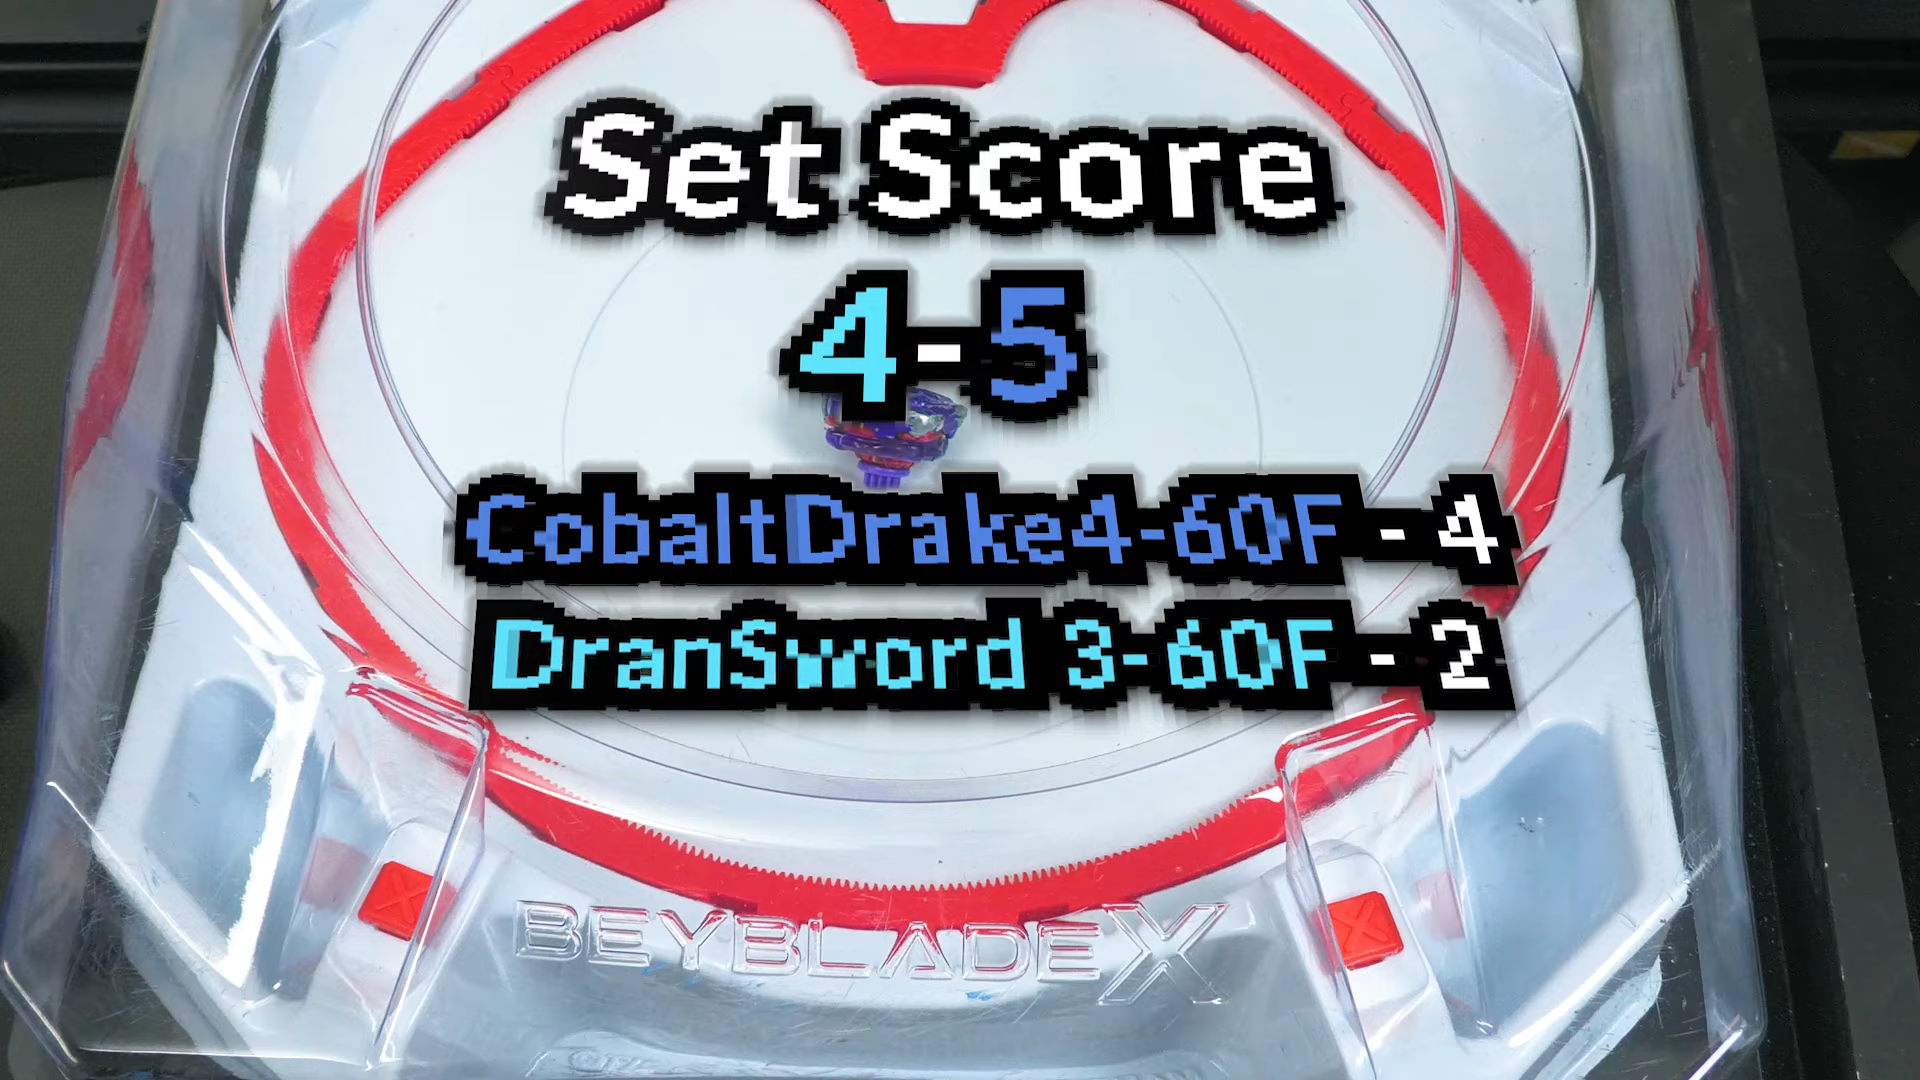 Set Score
4-5
CobaltDrake4-60F - 4
DranSword 3-60F - 2
BEYBLADE X